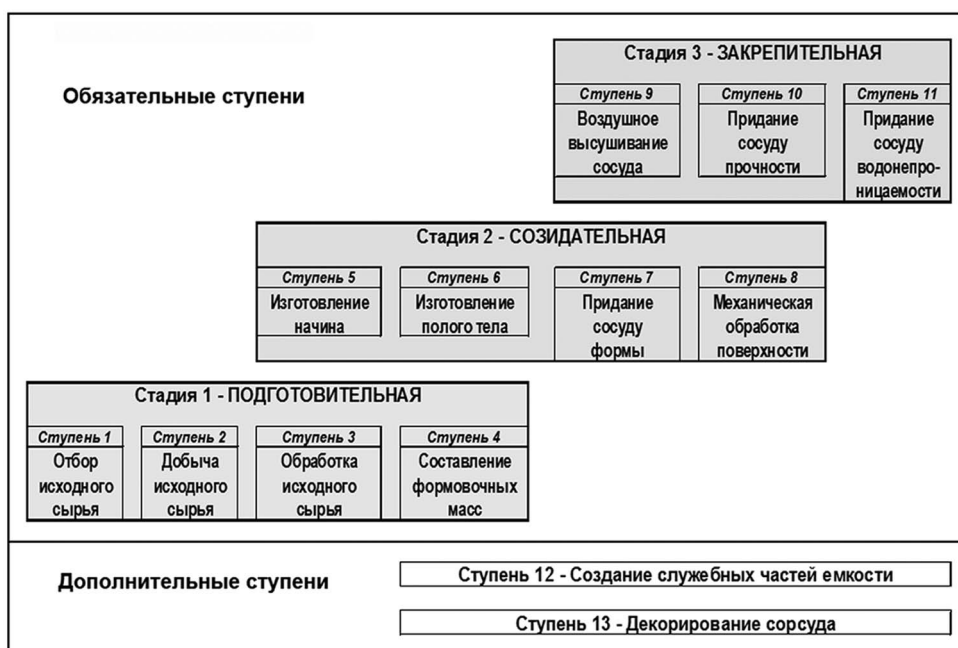 Обязательные ступени
Стадия 3 - ЗАКРЕПИТЕЛЬНАЯ
Ступень 9
Воздушное
высушивание
сосуда
Ступень 10
Придание
сосуду
прочности
Ступень 11
Придание
сосуду
водонепро-
ницаемости
Стадия 2 - СОЗИДАТЕЛЬНАЯ
Ступень 5
Изготовление
начина
Ступень 6
Изготовление
полого тела
Ступень 7
Придание
сосуду
формы
Ступень 8
Механическая
обработка
поверхности
Стадия 1 - ПОДГОТОВИТЕЛЬНАЯ
Ступень 1
Отбор
исходного
сырья
Ступень 2
Добыча
исходного
сырья
Ступень 3
Обработка
исходного
сырья
Ступень 4
Составление
формовочных
масс
Дополнительные ступени
Ступень 12 - Создание служебных частей емкости
Ступень 13 - Декорирование сорсуда